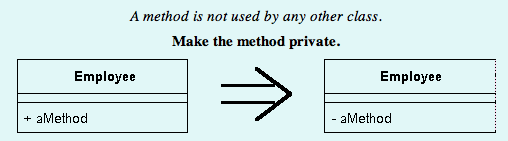 A method is not used by any other class.
Make the method private.
Employee
+ aMethod
Employee
- aMethod